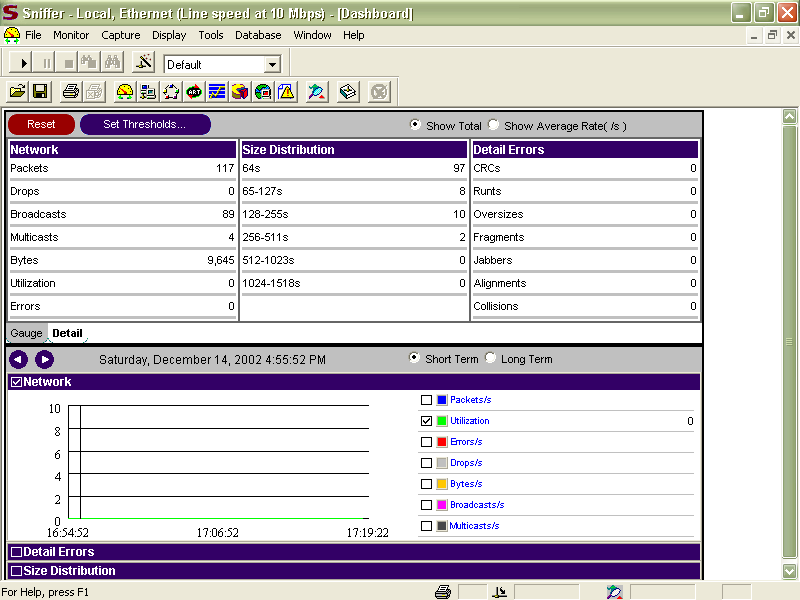 Sniffer - Local, Ethernet (Line speed at 10 Mbps) - [Dashboard]
File Monitor Capture Display Tools Database Window Help
Default
Reset Set Thresholds... Show Total Show Average Rate( /s )
Network Size Distribution Detail Errors
Packets 117 64s 97 CRCs 0
Drops 0 65-127s 8 Runts 0
Broadcasts 89 128-255s 10 Oversizes 0
Multicasts 4 256-511s 2 Fragments 0
Bytes 9,645 512-1023s 0 Jabbers 0
Utilization 0 1024-1518s 0 Alignments 0
Errors 0 Collisions 0
Gauge Detail
Saturday, December 14, 2002 4:55:52 PM Short Term Long Term
Network
10
8
6
4
2
0
16:54:52 17:06:52 17:19:22
Packets/s
Utilization 0
Errors/s
Drops/s
Bytes/s
Broadcasts/s
Multicasts/s
Detail Errors
Size Distribution
For Help, press F1